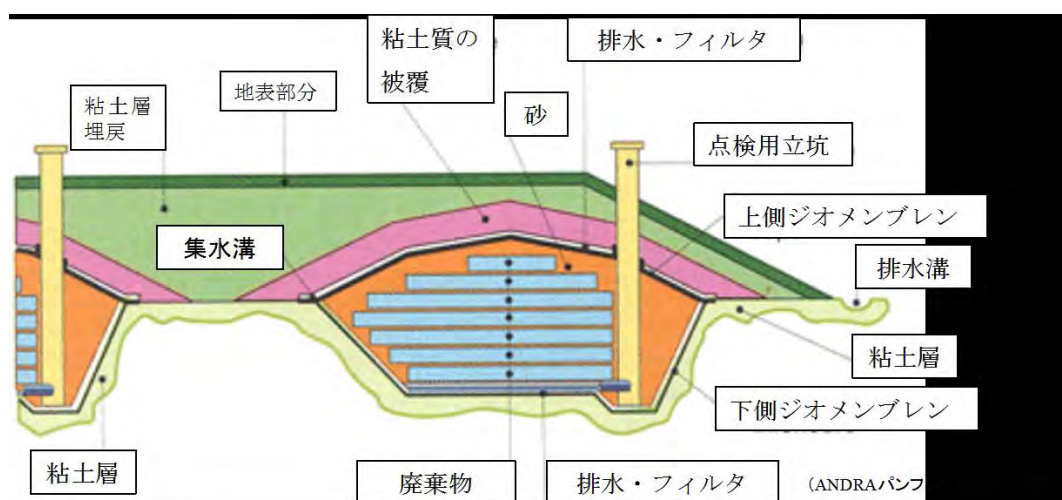 粘土質の
被覆
排水・フィルタ
地表部分
粘土層
埋戻
砂
点検用立坑
上側ジオメンブレン
集水溝
排水溝
粘土層
下側ジオメンブレン
粘土層
廃棄物
排水・フィルタ
(ANDRAパンフ